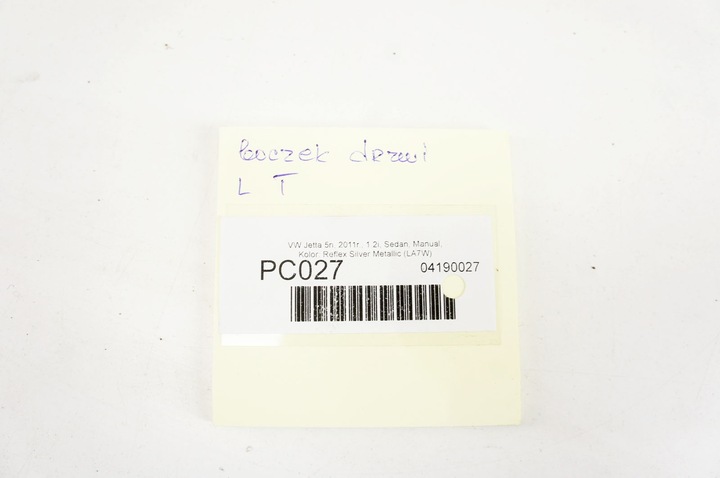 boczek drzwi
L T
VW Jetta 5n, 2011r., 1.2i, Sedan, Manual,
Kolor: Reflex Silver Metallic (LA7W)
PC027 04190027